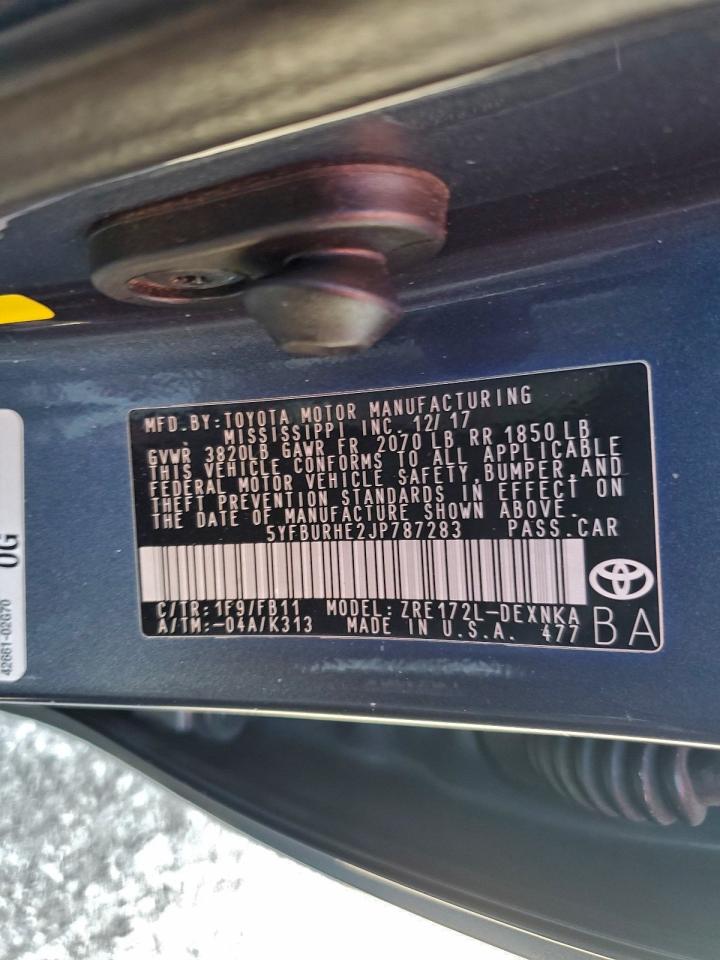 MFD.BY:TOYOTA MOTOR MANUFACTURING
MISSISSIPPI INC. 12/ 17
GVWR 3820LB GAWR FR 2070 LB RR 1850 LB
THIS VEHICLE CONFORMS TO ALL APPLICABLE
FEDERAL MOTOR VEHICLE SAFETY,BUMPER,AND
THEFT PREVENTION STANDARDS IN EFFECT ON
THE DATE OF MANUFACTURE SHOWN ABOVE.
5YFBURHE2JP787283 PASS.CAR
C/TR:1F9/FB11 MODEL:ZRE172L-DEXNKA
A/TM:-04A/K313 MADE IN U.S.A. 477
BA
OG
42661-02G70